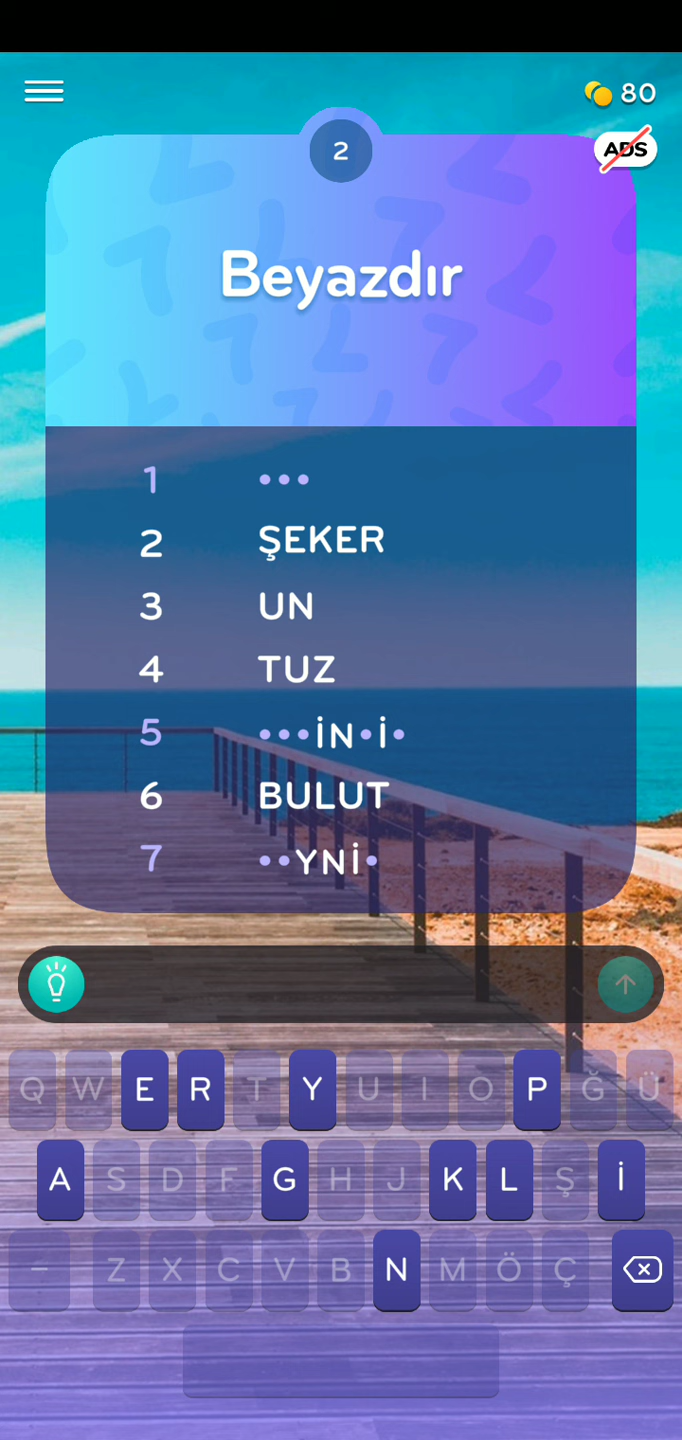 80
2
ADS
Beyazdır
1 •••
2 ŞEKER
3 UN
4 TUZ
5 •••İN•İ•
6 BULUT
7 ••YNİ•
Q W E R T Y U I O P Ğ Ü
A S D F G H J K L Ş İ
- Z X C V B N M Ö Ç